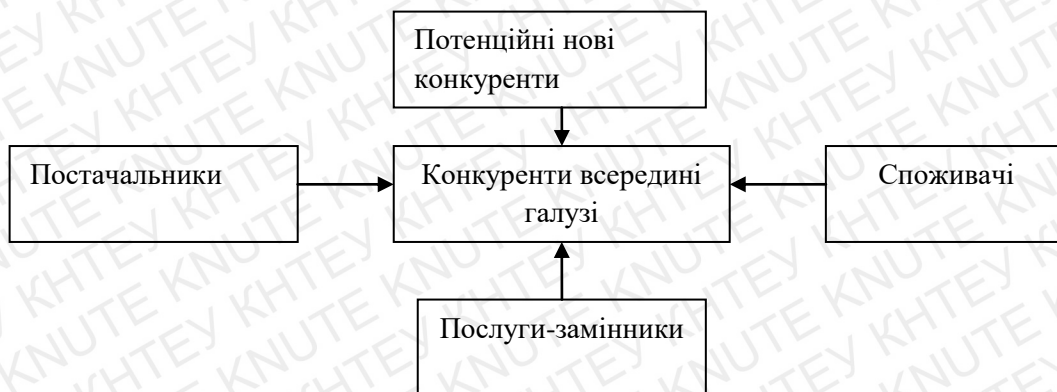 Потенційні нові
конкуренти
Постачальники
Конкуренти всередині
галузі
Споживачі
Послуги-замінники